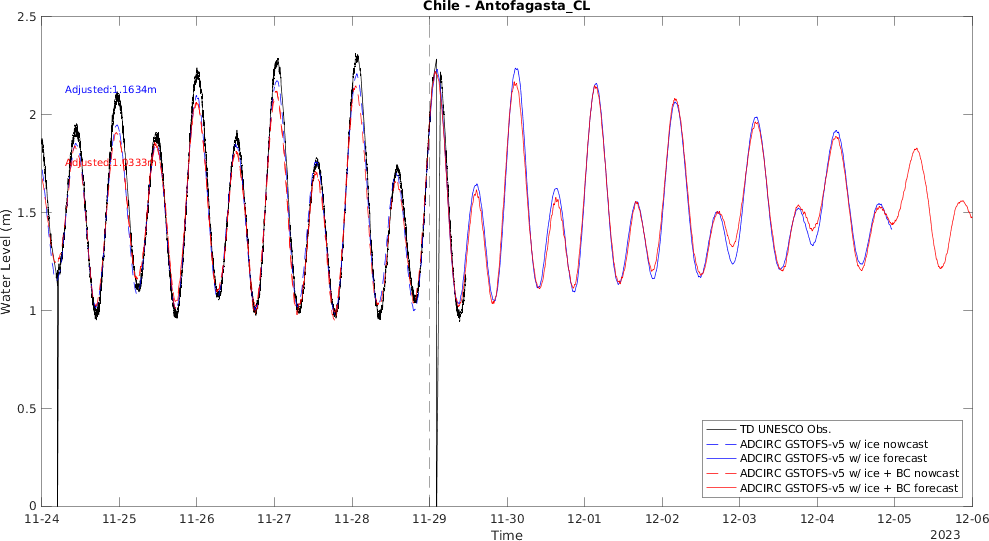 Chile - Antofagasta_CL
2.5
2
1.5
1
0.5
0
Water Level (m)
Adjusted:1.1634m
Adjusted:1.0333m
TD UNESCO Obs.
ADCIRC GSTOFS-v5 w/ ice nowcast
ADCIRC GSTOFS-v5 w/ ice forecast
ADCIRC GSTOFS-v5 w/ ice + BC nowcast
ADCIRC GSTOFS-v5 w/ ice + BC forecast
11-24 11-25 11-26 11-27 11-28 11-29 11-30 12-01 12-02 12-03 12-04 12-05 12-06
Time
2023